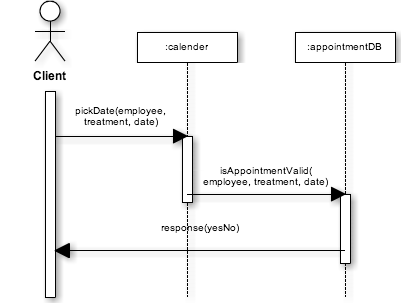 :calender
:appointmentDB
Client
pickDate(employee,
treatment, date)
isAppointmentValid(
employee, treatment, date)
response(yesNo)